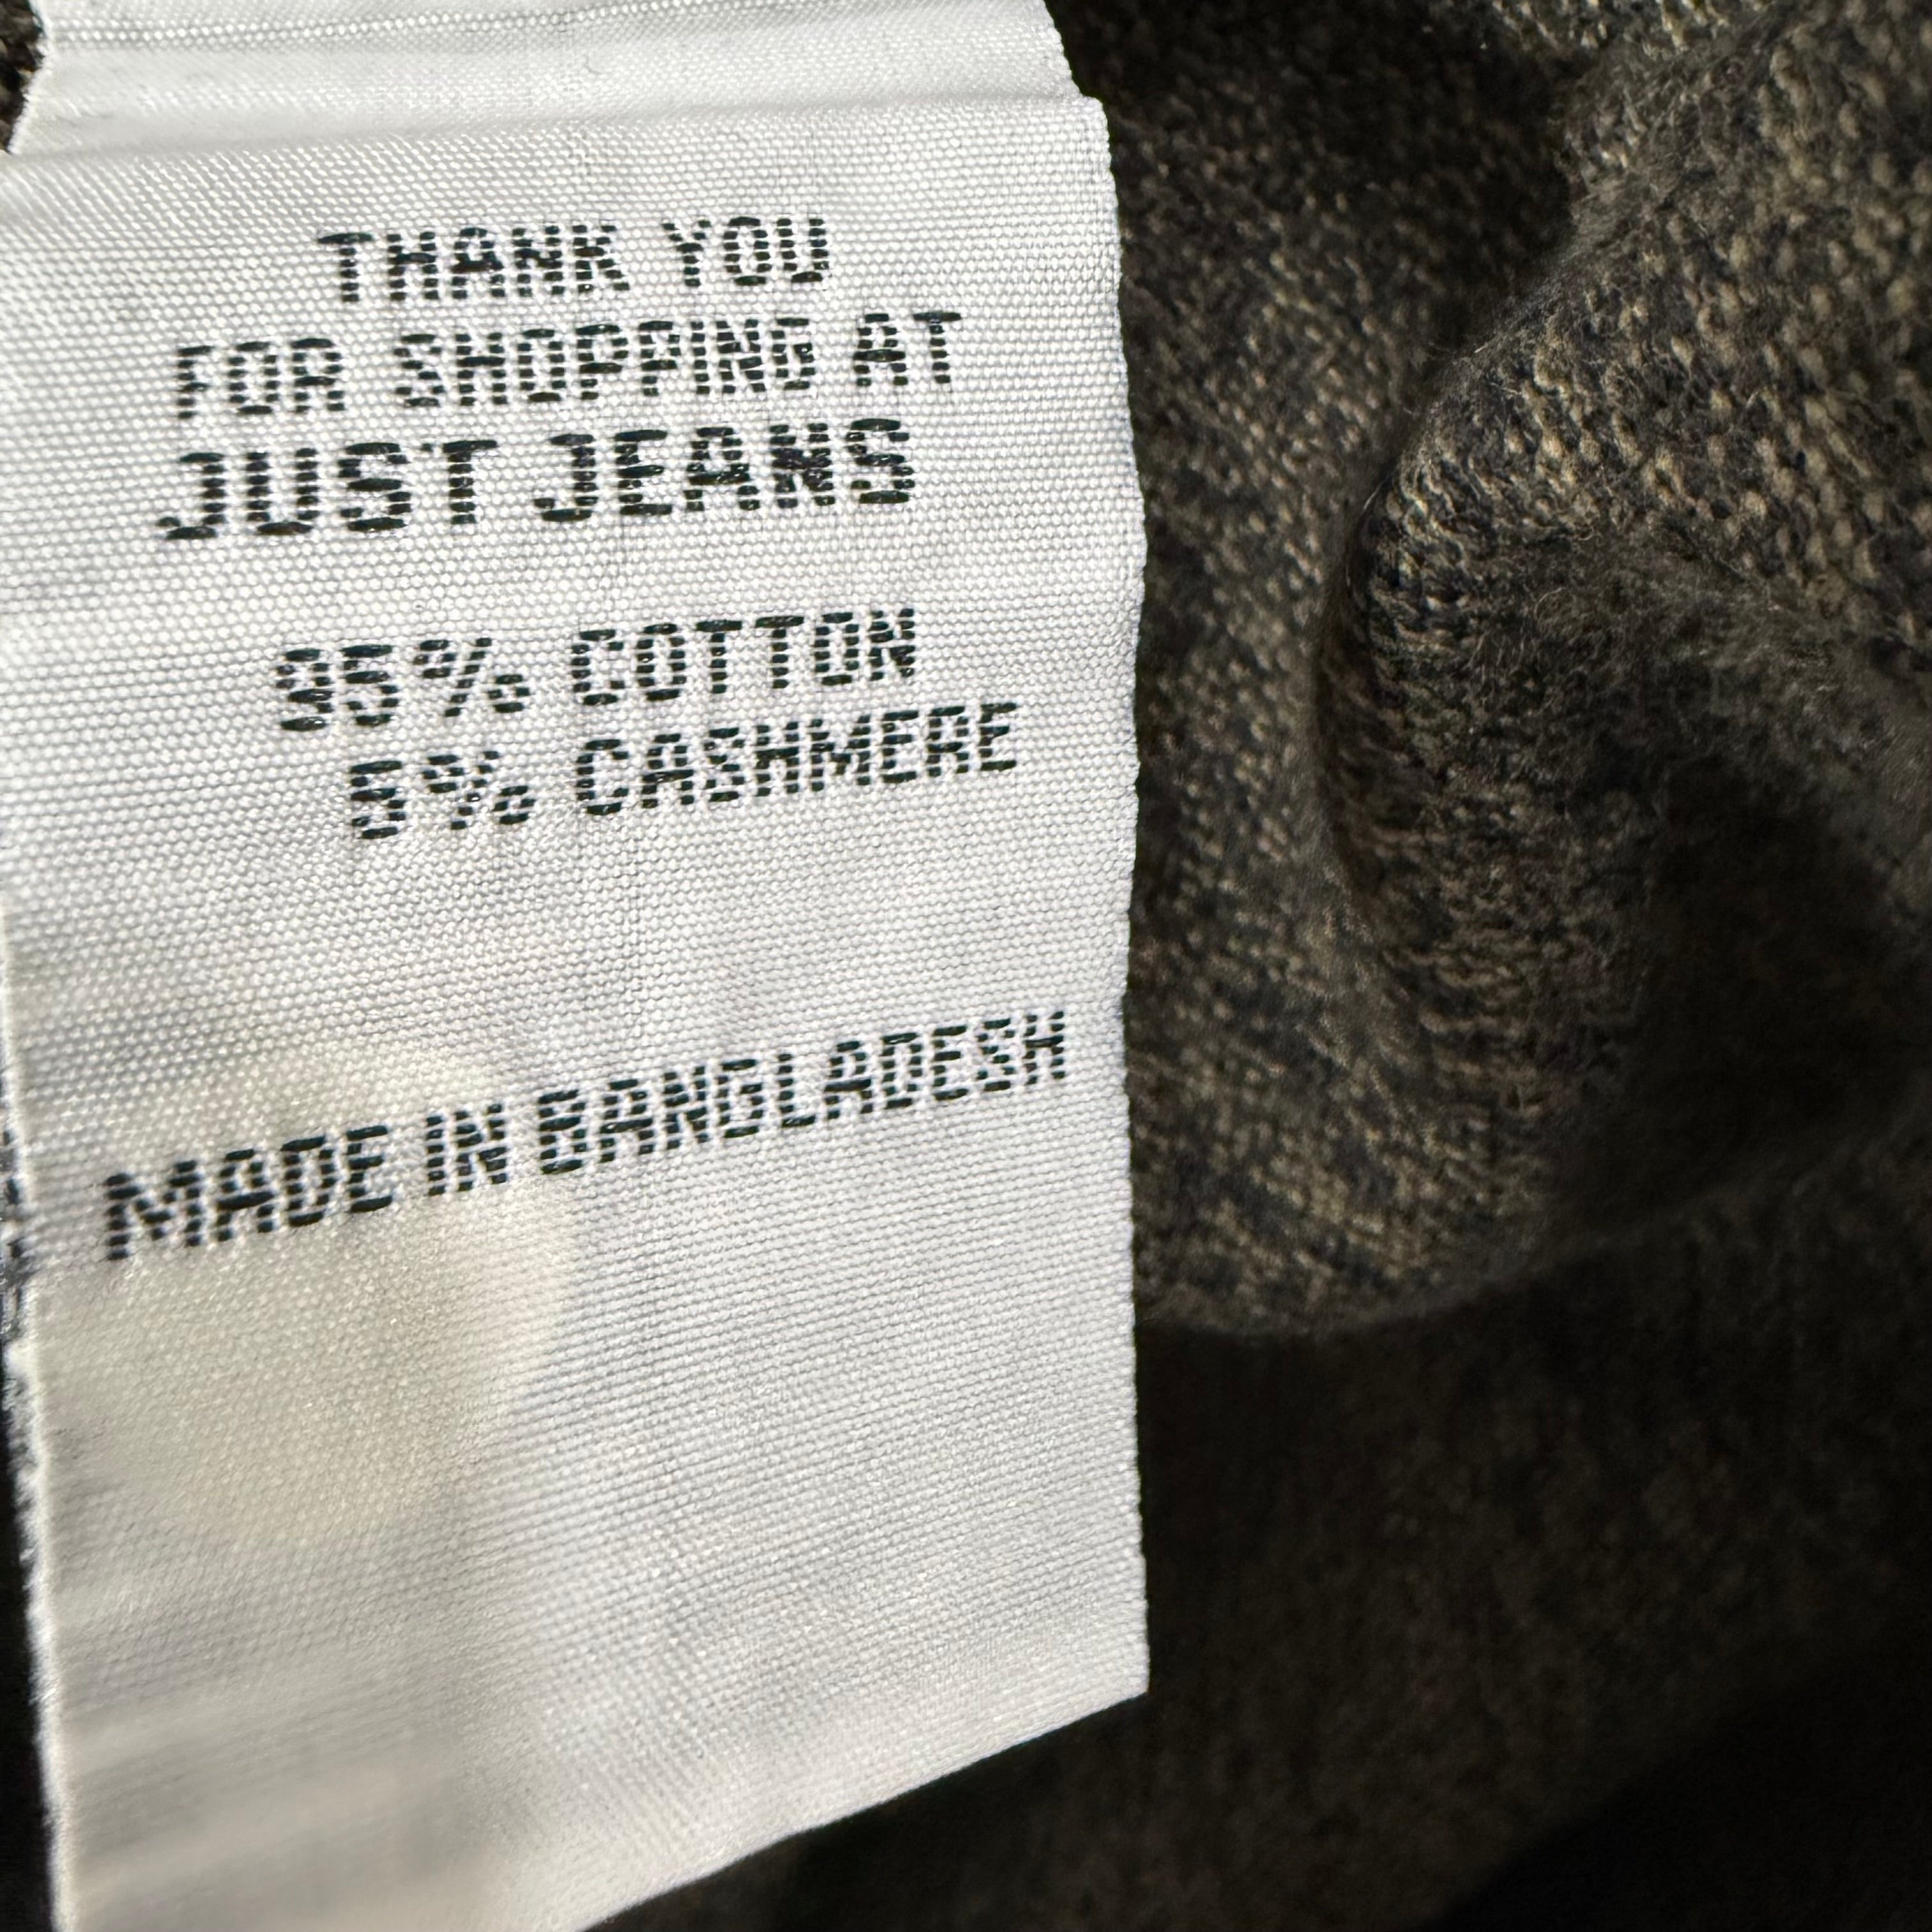 THANK YOU
FOR SHOPPING AT
JUST JEANS
95% COTTON
5% CASHMERE
MADE IN BANGLADESH